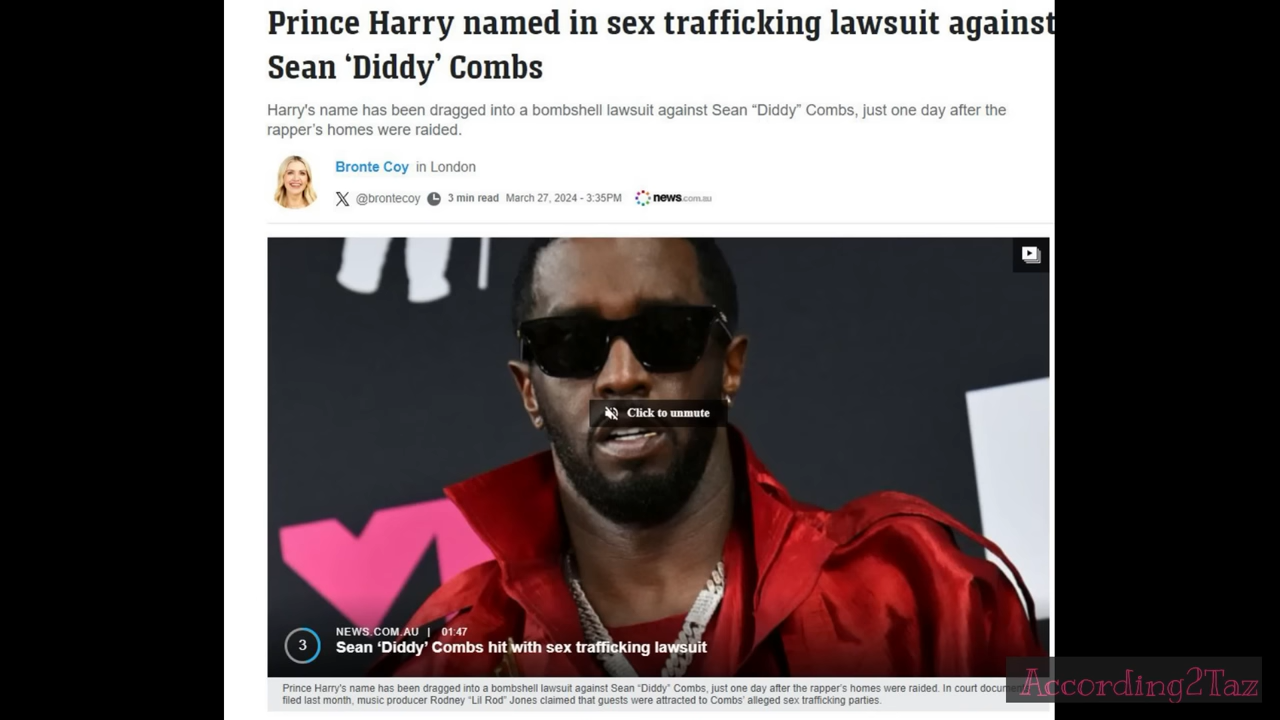 Prince Harry named in sex trafficking lawsuit against
Sean ‘Diddy’ Combs
Harry's name has been dragged into a bombshell lawsuit against Sean “Diddy” Combs, just one day after the
rapper’s homes were raided.
Bronte Coy in London
@brontecoy 3 min read March 27, 2024 - 3:35PM news.com.au
Click to unmute
NEWS.COM.AU | 01:47
3 Sean ‘Diddy’ Combs hit with sex trafficking lawsuit
Prince Harry's name has been dragged into a bombshell lawsuit against Sean “Diddy” Combs, just one day after the rapper’s homes were raided. In court
filed last month, music producer Rodney “Lil Rod” Jones claimed that guests were attracted to Combs’ alleged sex trafficking parties.
According2Taz